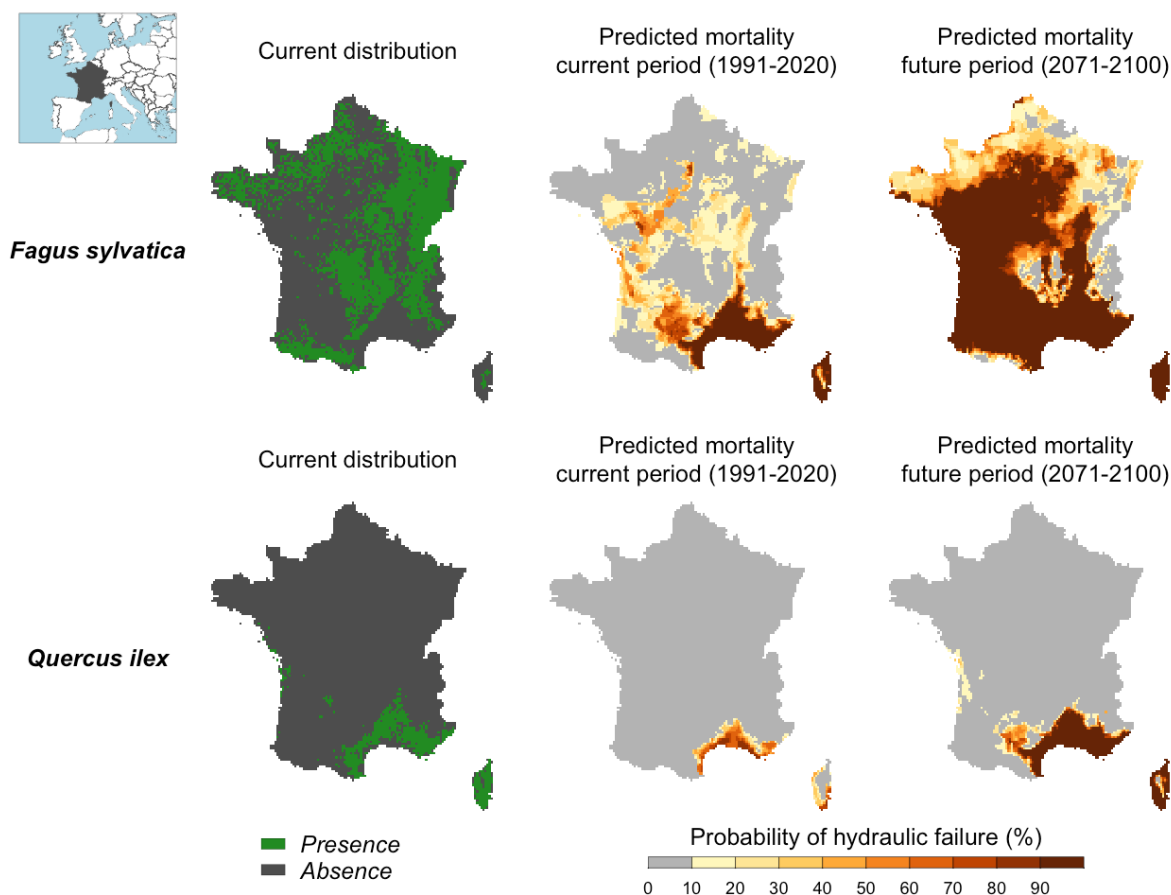 Current distribution
Predicted mortality
current period (1991-2020)
Predicted mortality
future period (2071-2100)
Fagus sylvatica
Current distribution
Predicted mortality
current period (1991-2020)
Predicted mortality
future period (2071-2100)
Quercus ilex
Presence
Absence
Probability of hydraulic failure (%)
0 10 20 30 40 50 60 70 80 90